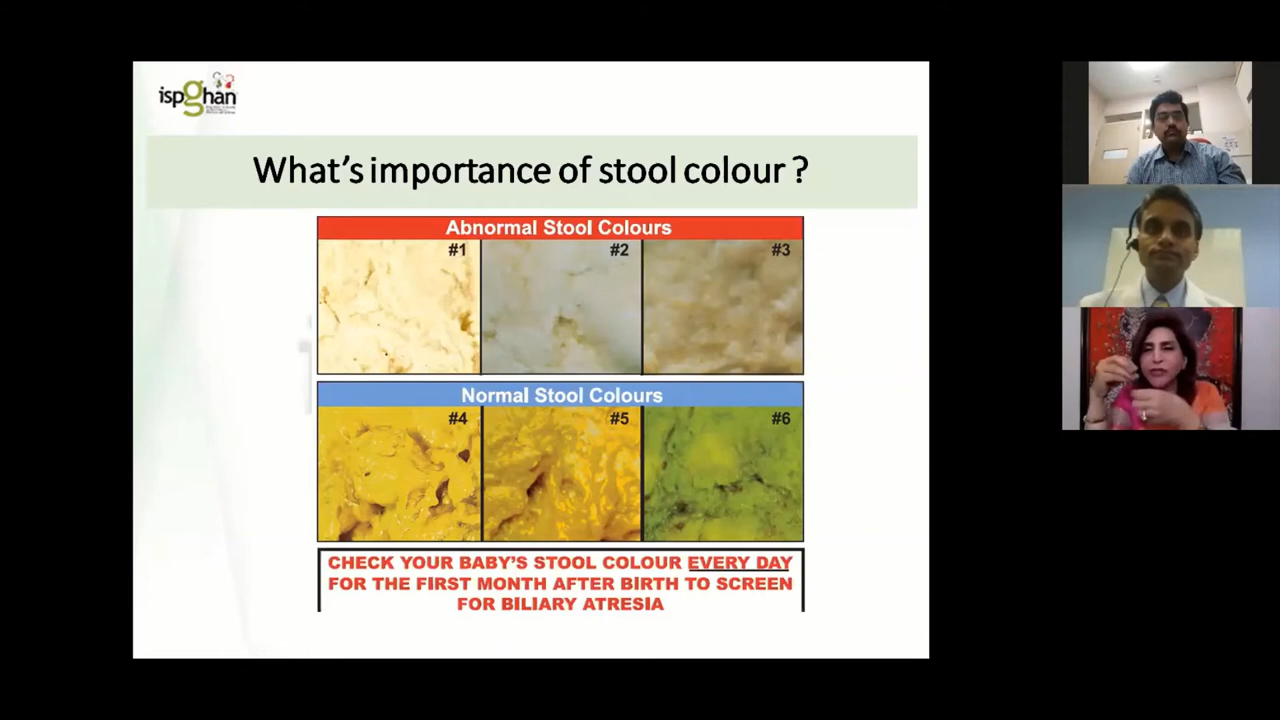 ispghan
What's importance of stool colour ?
Abnormal Stool Colours
#1 #2 #3
Normal Stool Colours
#4 #5 #6
CHECK YOUR BABY'S STOOL COLOUR EVERY DAY
FOR THE FIRST MONTH AFTER BIRTH TO SCREEN
FOR BILIARY ATRESIA